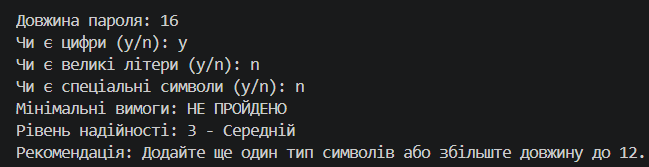 Довжина пароля: 16
Чи є цифри (y/n): y
Чи є великі літери (y/n): n
Чи є спеціальні символи (y/n): n
Мінімальні вимоги: НЕ ПРОЙДЕНО
Рівень надійності: 3 - Середній
Рекомендація: Додайте ще один тип символів або збільште довжину до 12.